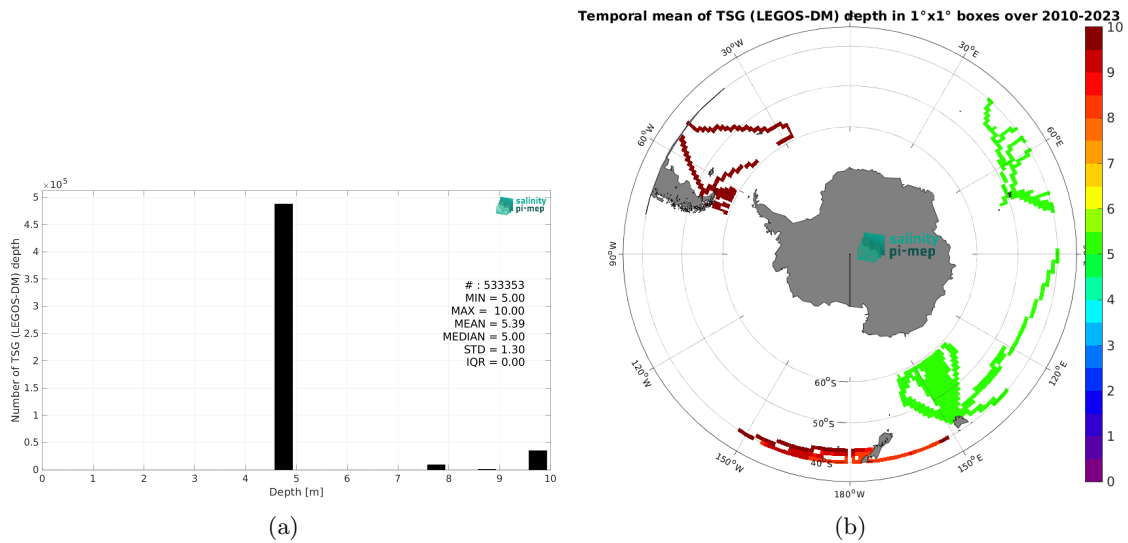 Temporal mean of TSG (LEGOS-DM) depth in 1°x1° boxes over 2010-2023
×10⁵
5
4.5
4
3.5
3
2.5
2
1.5
1
0.5
0
Number of TSG (LEGOS-DM) depth
0 1 2 3 4 5 6 7 8 9 10
Depth [m]
salinity
pi-mep
# : 533353
MIN = 5.00
MAX = 10.00
MEAN = 5.39
MEDIAN = 5.00
STD = 1.30
IQR = 0.00
(a)
30°W
30°E
60°W
60°E
90°W
salinity
pi-mep
120°W
120°E
60°S
50°S
40°S
150°W
150°E
180°W
10
9
8
7
6
5
4
3
2
1
0
(b)